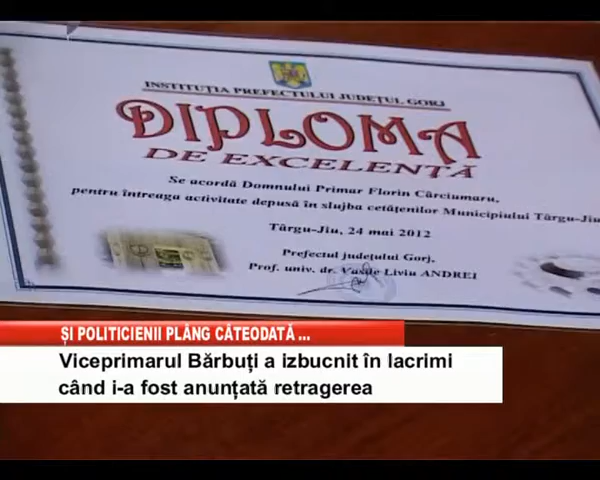 INSTITUȚIA PREFECTULUI JUDEȚUL GORJ
DIPLOMA
DE EXCELENȚĂ
Se acordă Domnului Primar Florin Cârciumaru,
pentru întreaga activitate depusă în slujba cetățenilor Municipiului Târgu-Jiu
Târgu-Jiu, 24 mai 2012
Prefectul județului Gorj,
Prof. univ. dr. Vasile Liviu ANDREI
ȘI POLITICIENII PLÂNG CÂTEODATĂ ...
Viceprimarul Bărbuți a izbucnit în lacrimi
când i-a fost anunțată retragerea